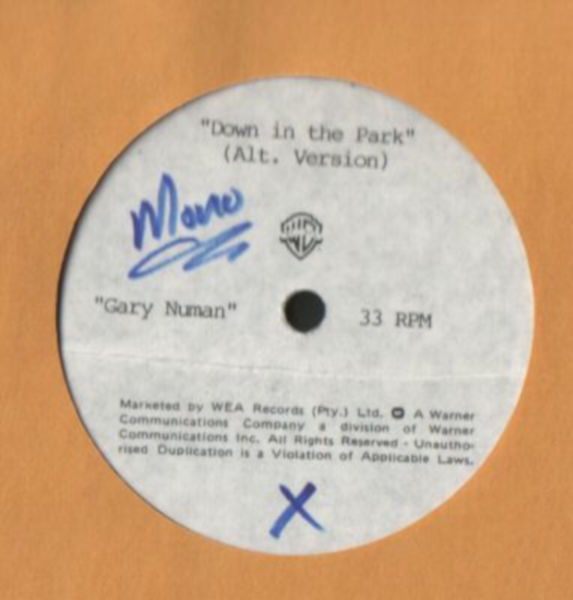 "Down in the Park"
(Alt. Version)
Mono
"Gary Numan"
33 RPM
Marketed by WEA Records (Pty.) Ltd. A Warner
Communications Company a division of Warner
Communications Inc. All Rights Reserved - Unautho-
rised Duplication is a Violation of Applicable Laws.
X